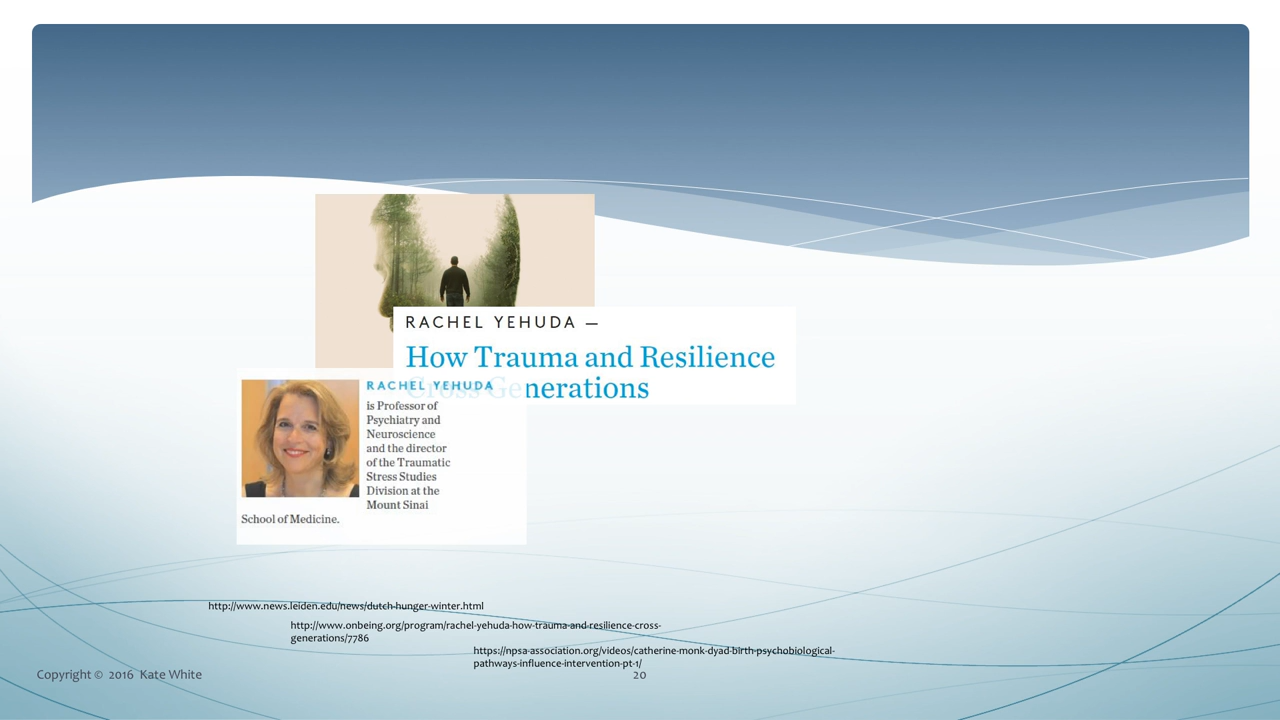 RACHEL YEHUDA —
How Trauma and Resilience
Cross Generations
RACHEL YEHUDA
is Professor of
Psychiatry and
Neuroscience
and the director
of the Traumatic
Stress Studies
Division at the
Mount Sinai
School of Medicine.
http://www.news.leiden.edu/news/dutch-hunger-winter.html
http://www.onbeing.org/program/rachel-yehuda-how-trauma-and-resilience-cross-
generations/7786
https://npsa-association.org/videos/catherine-monk-dyad-birth-psychobiological-
pathways-influence-intervention-pt-1/
Copyright © 2016 Kate White
20